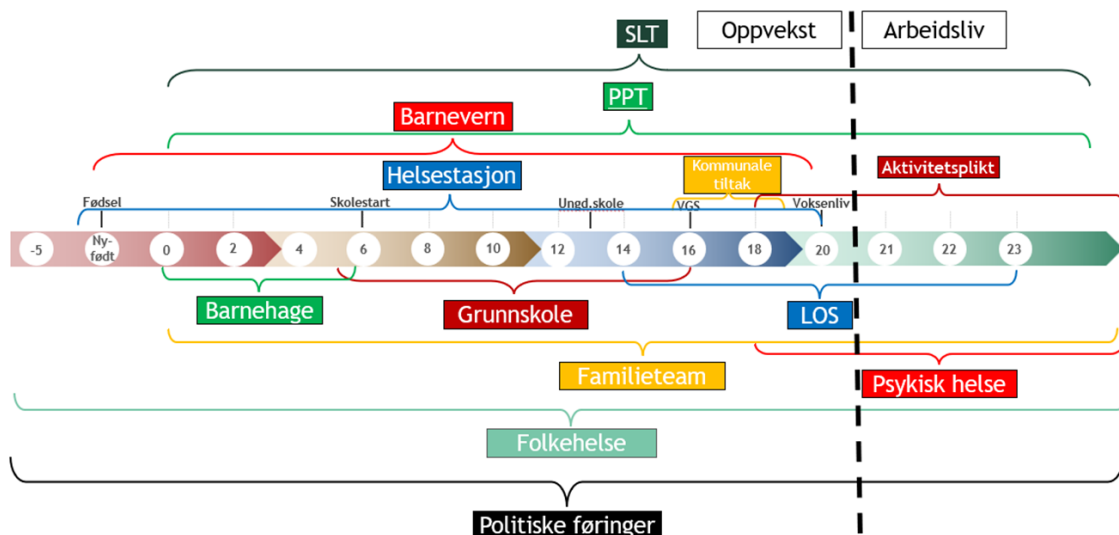 SLT
Oppvekst
Arbeidsliv
PPT
Barnevern
Kommunale
tiltak
Aktivitetsplikt
Helsestasjon
Fødsel
Skolestart
Ungd.skole
VGS
Voksenliv
-5
Ny-
født
0
2
4
6
8
10
12
14
16
18
20
21
22
23
Barnehage
Grunnskole
LOS
Familieteam
Psykisk helse
Folkehelse
Politiske føringer